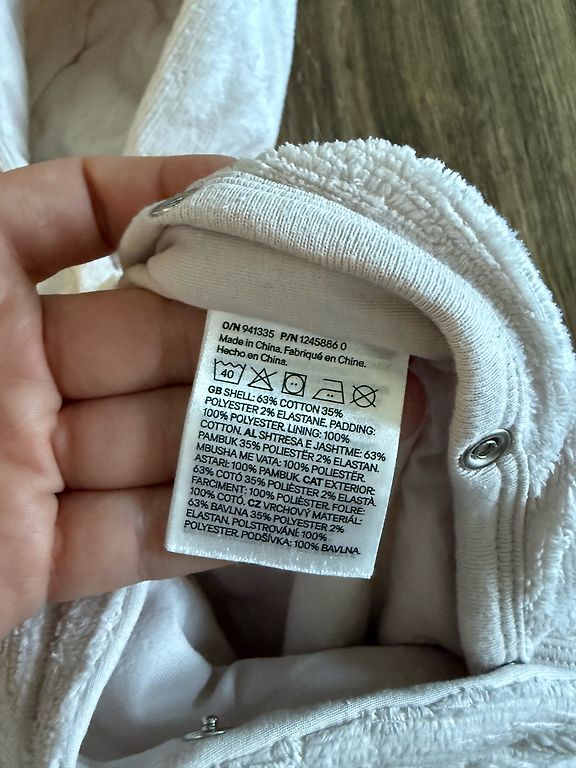 O/N 941335 P/N 1245886 0
Made in China. Fabriqué en Chine.
Hecho en China.
40
GB SHELL: 63% COTTON 35%
POLYESTER 2% ELASTANE. PADDING:
100% POLYESTER. LINING: 100%
COTTON. AL SHTRESA E JASHTME: 63%
PAMBUK 35% POLIESTËR 2% ELASTAN.
MBUSHA ME VATA: 100% POLIESTËR.
ASTARI: 100% PAMBUK. CAT EXTERIOR:
63% COTÓ 35% POLIÈSTER 2% ELASTÀ.
FARCIMENT: 100% POLIÈSTER. FOLRE:
100% COTÓ. CZ VRCHOVÝ MATERIÁL:
63% BAVLNA 35% POLYESTER 2%
ELASTAN, POLSTROVÁNÍ: 100%
POLYESTER. PODŠÍVKA: 100% BAVLNA.